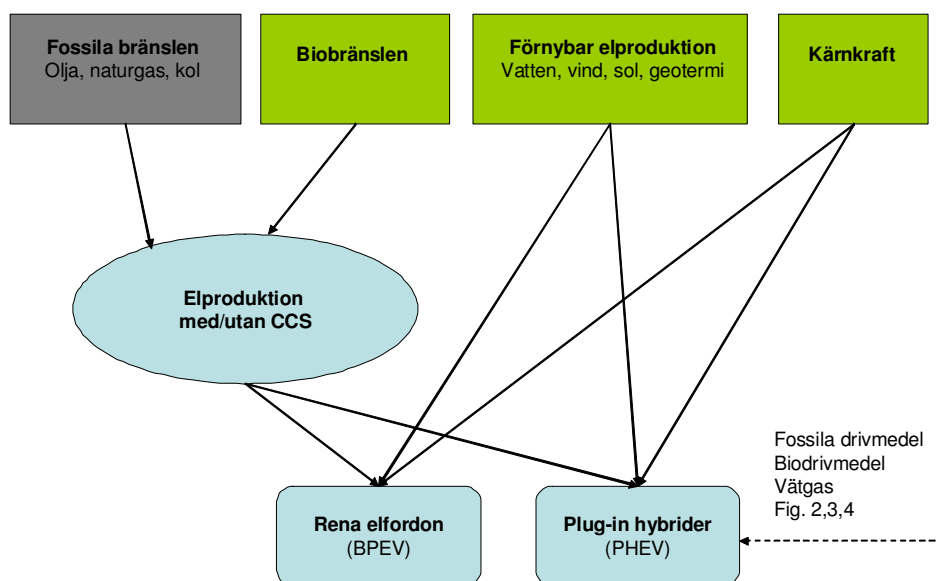 Fossila bränslen
Olja, naturgas, kol
Biobränslen
Förnybar elproduktion
Vatten, vind, sol, geotermi
Kärnkraft
Elproduktion
med/utan CCS
Fossila drivmedel
Biodrivmedel
Vätgas
Fig. 2,3,4
Rena elfordon
(BPEV)
Plug-in hybrider
(PHEV)